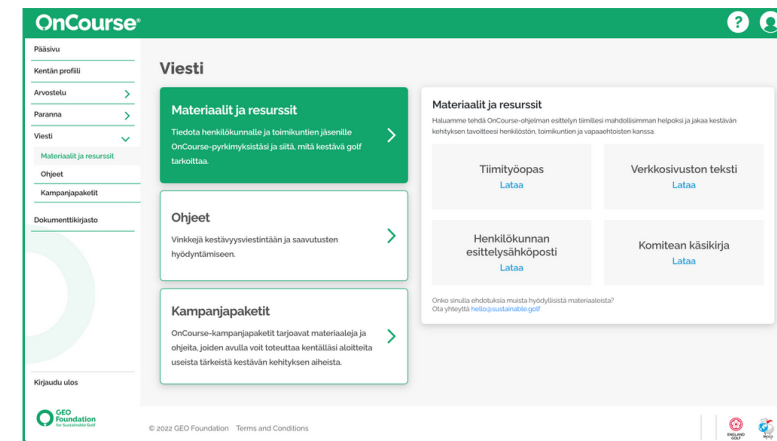 OnCourse®
?
Pääsivu
Kentän profiili
Arvostelu
Paranna
Viesti
Materiaalit ja resurssit
Ohjeet
Kampanjapaketit
Dokumenttikirjasto
Kirjaudu ulos
GEO
Foundation
for Sustainable Golf
Viesti
Materiaalit ja resurssit
Tiedota henkilökunnalle ja toimikuntien jäsenille
OnCourse-pyrkimyksistäsi ja siitä, mitä kestävä golf
tarkoittaa.
Ohjeet
Vinkkejä kestävyysviestintään ja saavutusten
hyödyntämiseen.
Kampanjapaketit
OnCourse-kampanjapaketit tarjoavat materiaaleja ja
ohjeita, joiden avulla voit toteuttaa kentälläsi aloitteita
useista tärkeistä kestävän kehityksen aiheista.
Materiaalit ja resurssit
Haluamme tehdä OnCourse-ohjelman esittelyn tiimillesi mahdollisimman helpoksi ja jakaa kestävän
kehityksen tavoitteesi henkilöstön, toimikuntien ja vapaaehtoisten kanssa.
Tiimityöopas
Lataa
Verkkosivuston teksti
Lataa
Henkilökunnan
esittelysähköposti
Lataa
Komitean käsikirja
Lataa
Onko sinulla ehdotuksia muista hyödyllisistä materiaaleista?
Ota yhteyttä hello@sustainable.golf
© 2022 GEO Foundation Terms and Conditions
ENGLAND
GOLF